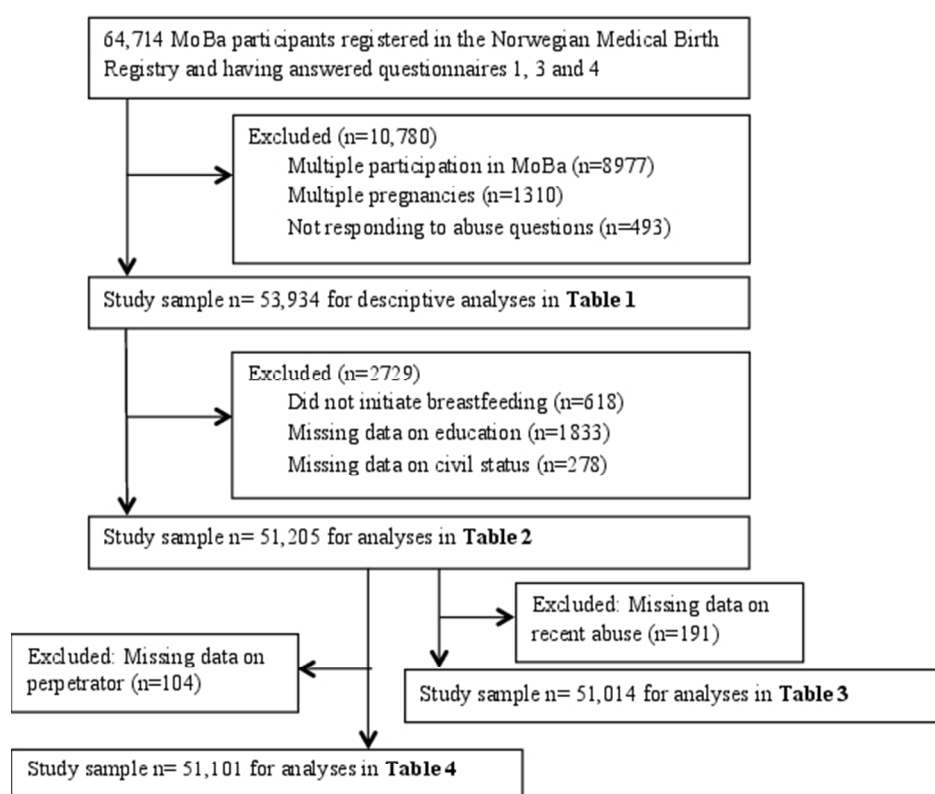 64,714 MoBa participants registered in the Norwegian Medical Birth
Registry and having answered questionnaires 1, 3 and 4
Excluded (n=10,780)
Multiple participation in MoBa (n=8977)
Multiple pregnancies (n=1310)
Not responding to abuse questions (n=493)
Study sample n= 53,934 for descriptive analyses in Table 1
Excluded (n=2729)
Did not initiate breastfeeding (n=618)
Missing data on education (n=1833)
Missing data on civil status (n=278)
Study sample n= 51,205 for analyses in Table 2
Excluded: Missing data on
recent abuse (n=191)
Excluded: Missing data on
perpetrator (n=104)
Study sample n= 51,014 for analyses in Table 3
Study sample n= 51,101 for analyses in Table 4